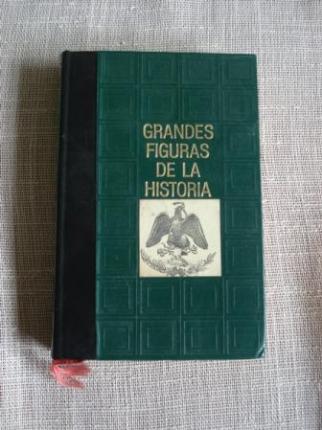 GRANDES
FIGURAS
DE LA
HISTORIA